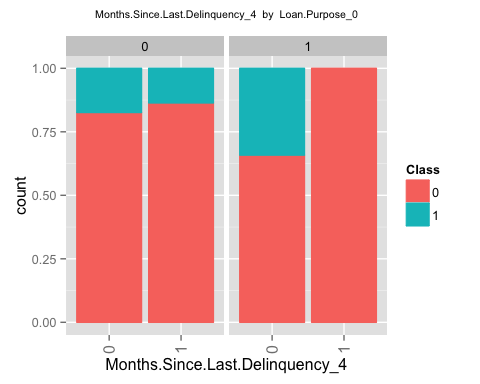 Months.Since.Last.Delinquency_4 by Loan.Purpose_0
0 1
1.00
0.75
0.50
0.25
0.00
count
0 1 0 1
Months.Since.Last.Delinquency_4
Class
0
1